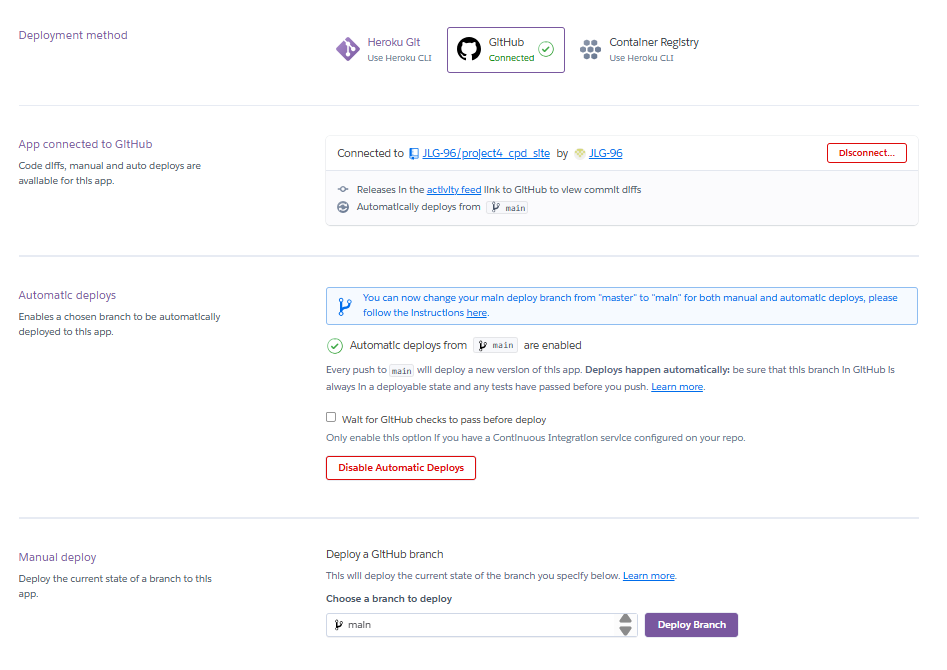 Deployment method
Heroku Git
Use Heroku CLI
GitHub
Connected
Container Registry
Use Heroku CLI
App connected to GitHub
Code diffs, manual and auto deploys are
available for this app.
Connected to JLG-96/project4_cpd_site by JLG-96
Disconnect...
Releases in the activity feed link to GitHub to view commit diffs
Automatically deploys from main
Automatic deploys
Enables a chosen branch to be automatically
deployed to this app.
You can now change your main deploy branch from "master" to "main" for both manual and automatic deploys, please
follow the instructions here.
Automatic deploys from main are enabled
Every push to main will deploy a new version of this app. Deploys happen automatically: be sure that this branch in GitHub is
always in a deployable state and any tests have passed before you push. Learn more.
Wait for GitHub checks to pass before deploy
Only enable this option if you have a Continuous Integration service configured on your repo.
Disable Automatic Deploys
Manual deploy
Deploy the current state of a branch to this
app.
Deploy a GitHub branch
This will deploy the current state of the branch you specify below. Learn more.
Choose a branch to deploy
main
Deploy Branch